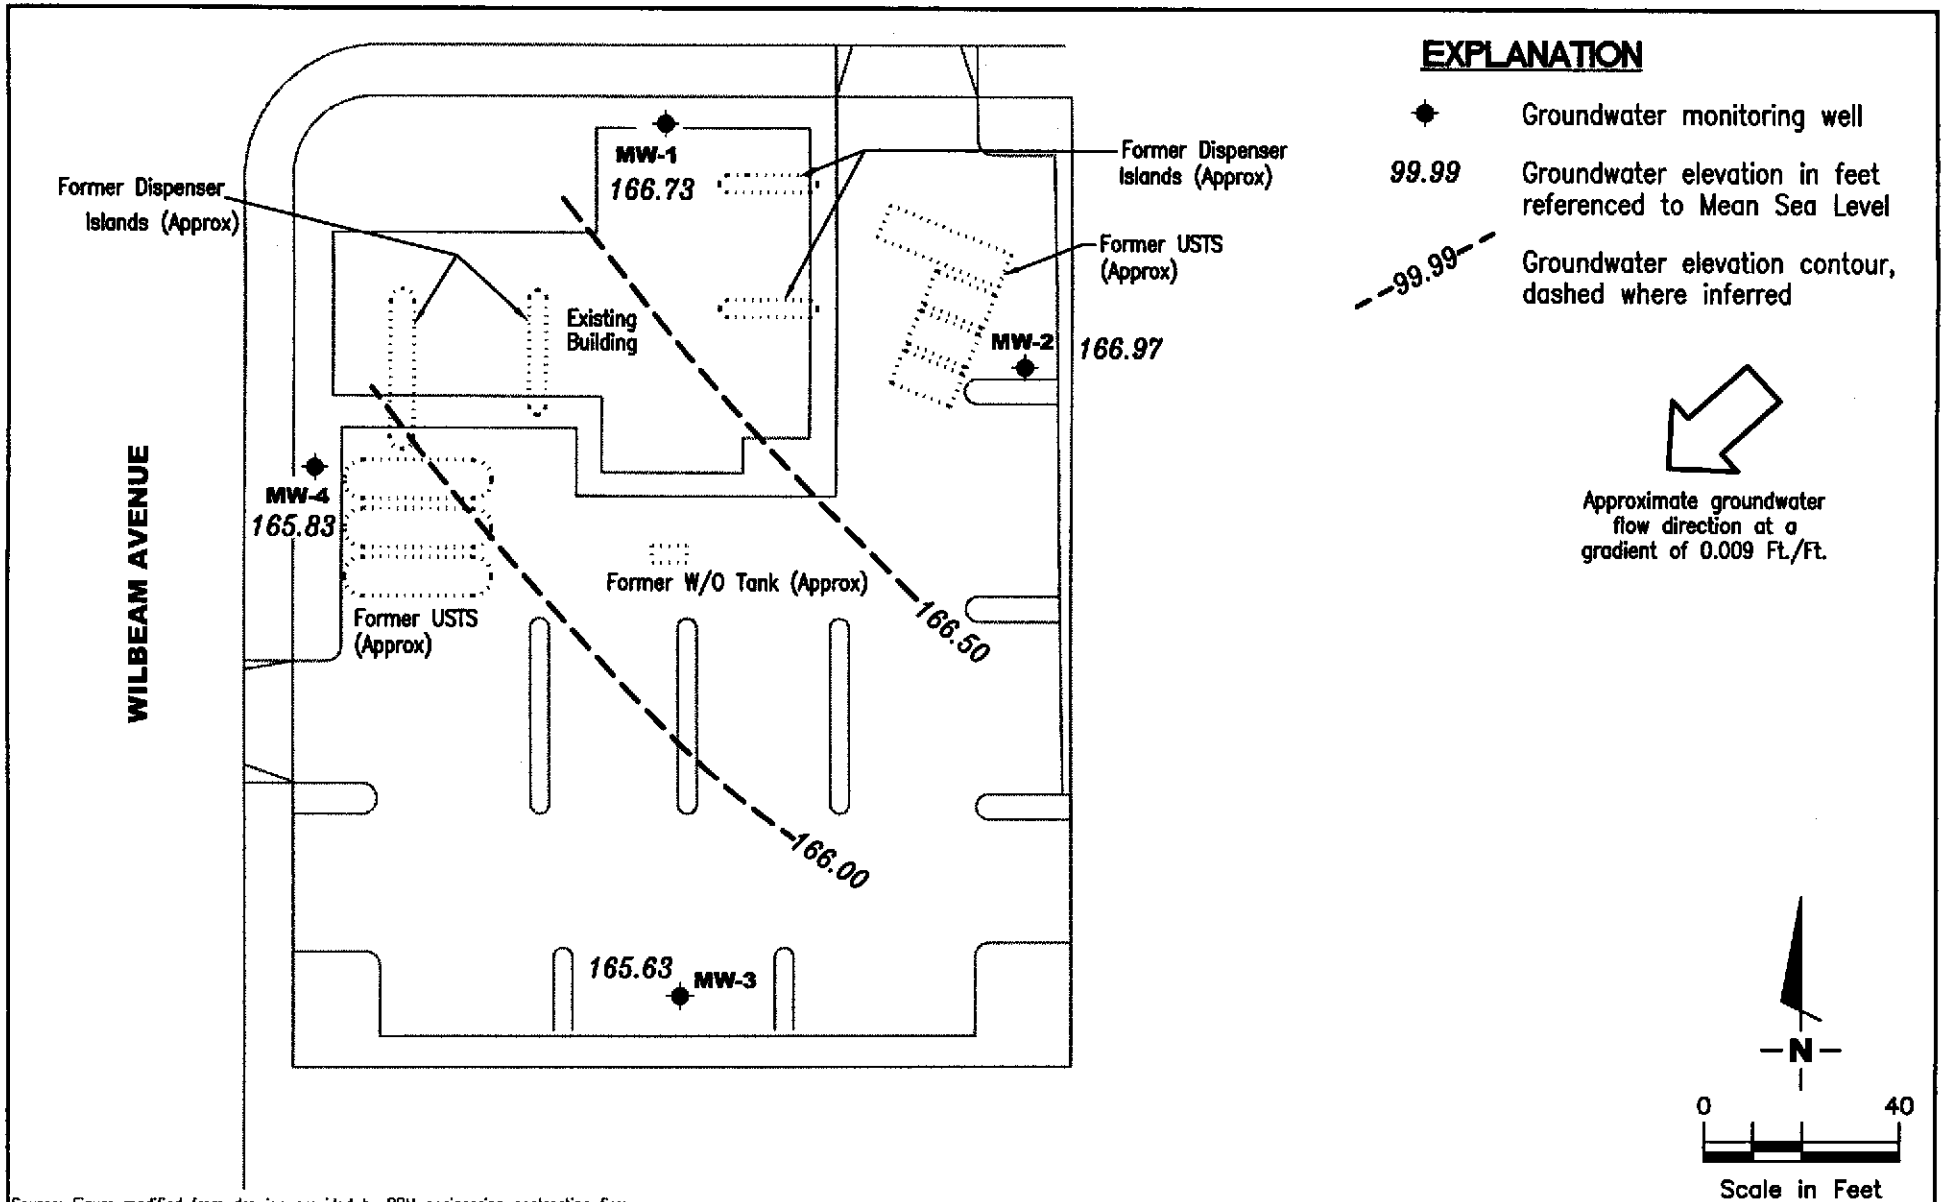 EXPLANATION
Groundwater monitoring well
99.99
Groundwater elevation in feet
referenced to Mean Sea Level
99.99
Groundwater elevation contour,
dashed where inferred
Approximate groundwater
flow direction at a
gradient of 0.009 Ft./Ft.
MW-1
166.73
Former Dispenser
Islands (Approx)
Former Dispenser
Islands (Approx)
Former USTS
(Approx)
Existing
Building
MW-2
166.97
MW-4
165.83
WILBEAM AVENUE
Former W/O Tank (Approx)
Former USTS
(Approx)
166.50
166.00
165.63
MW-3
N
0
40
Scale in Feet